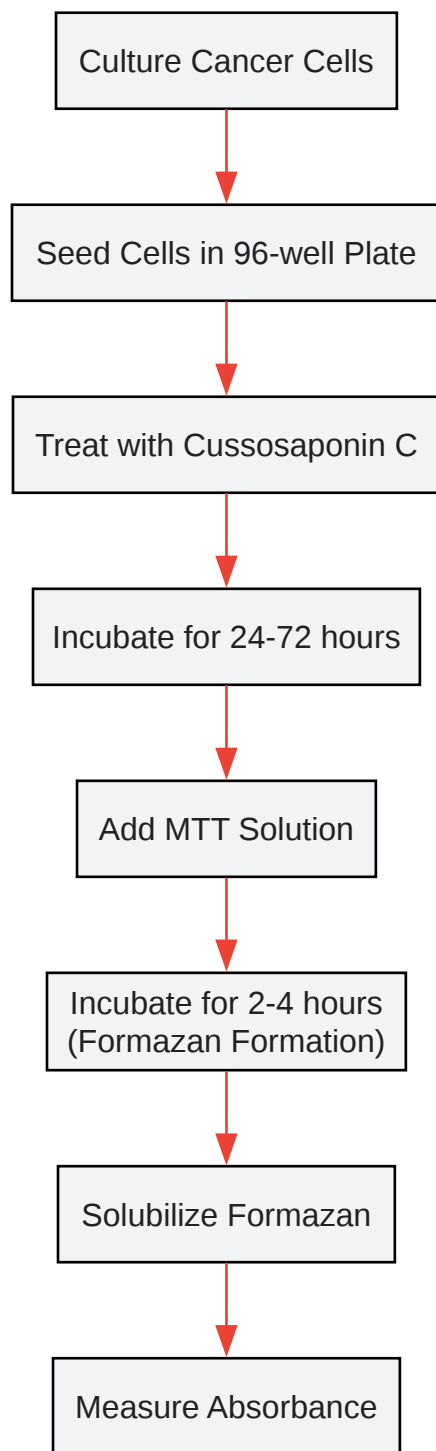 Culture Cancer Cells
Seed Cells in 96-well Plate
Treat with Cussosaponin C
Incubate for 24-72 hours
Add MTT Solution
Incubate for 2-4 hours
(Formazan Formation)
Solubilize Formazan
Measure Absorbance